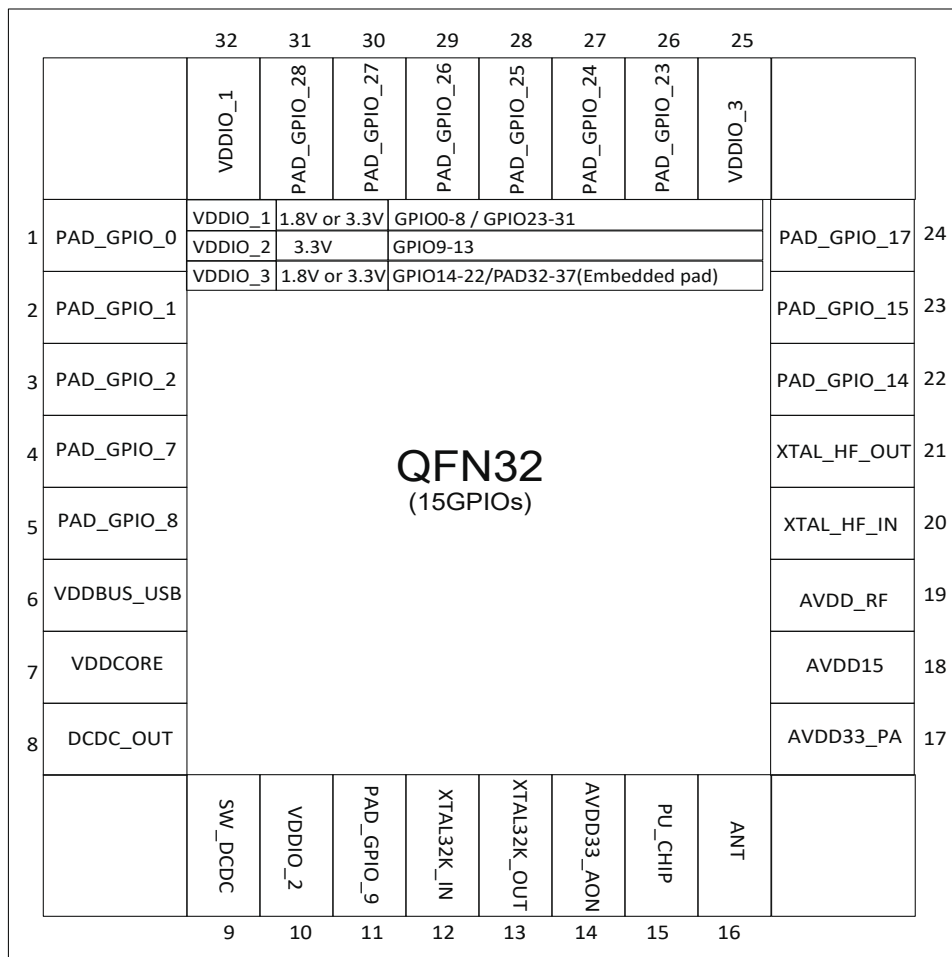 32 31 30 29 28 27 26 25
VDDIO_1
PAD_GPIO_28
PAD_GPIO_27
PAD_GPIO_26
PAD_GPIO_25
PAD_GPIO_24
PAD_GPIO_23
VDDIO_3
VDDIO_1 1.8V or 3.3V GPIO0-8 / GPIO23-31
VDDIO_2 3.3V GPIO9-13
VDDIO_3 1.8V or 3.3V GPIO14-22/PAD32-37(Embedded pad)
1 PAD_GPIO_0
2 PAD_GPIO_1
3 PAD_GPIO_2
4 PAD_GPIO_7
5 PAD_GPIO_8
6 VDDBUS_USB
7 VDDCORE
8 DCDC_OUT
QFN32
(15GPIOs)
PAD_GPIO_17 24
PAD_GPIO_15 23
PAD_GPIO_14 22
XTAL_HF_OUT 21
XTAL_HF_IN 20
AVDD_RF 19
AVDD15 18
AVDD33_PA 17
SW_DCDC
VDDIO_2
PAD_GPIO_9
XTAL32K_IN
XTAL32K_OUT
AVDD33_AON
PU_CHIP
ANT
9 10 11 12 13 14 15 16